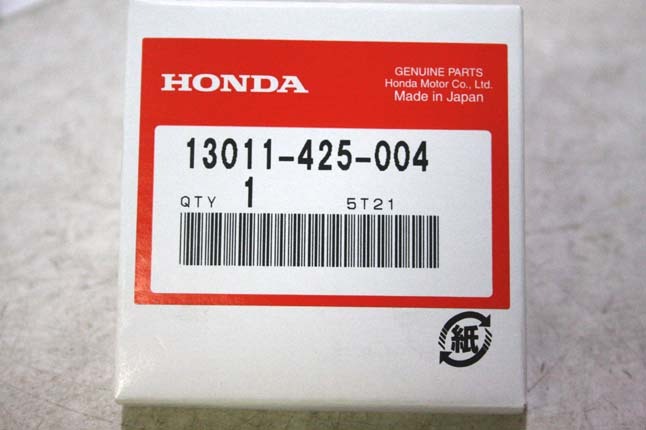 HONDA
GENUINE PARTS
Honda Motor Co., Ltd.
Made in Japan
13011-425-004
QTY 1 5T21
紙